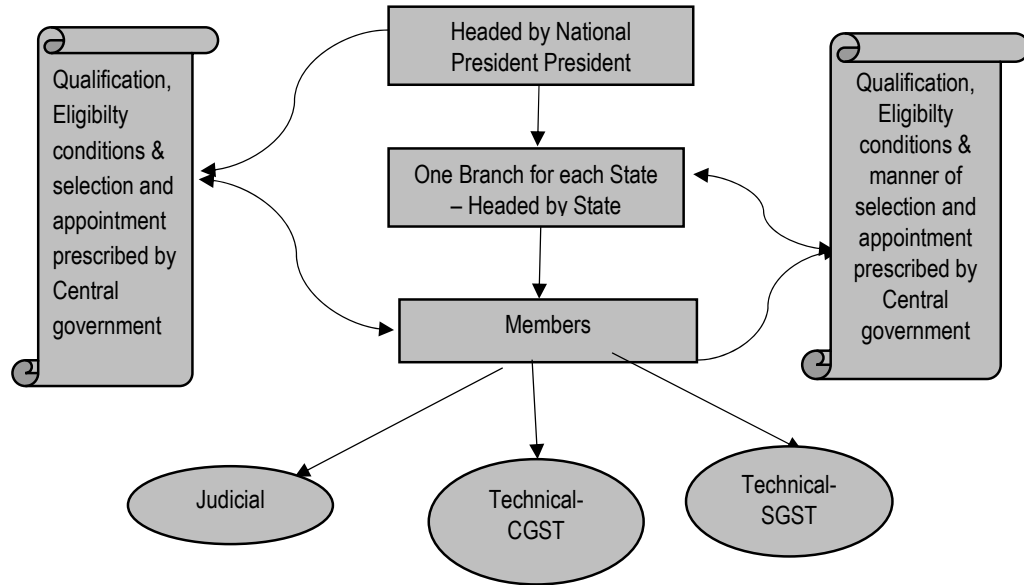 Qualification,
Eligibilty
conditions &
selection and
appointment
prescribed by
Central
government
Headed by National
President President
One Branch for each State
– Headed by State
Members
Qualification,
Eligibilty
conditions &
manner of
selection and
appointment
prescribed by
Central
government
Judicial
Technical-
CGST
Technical-
SGST